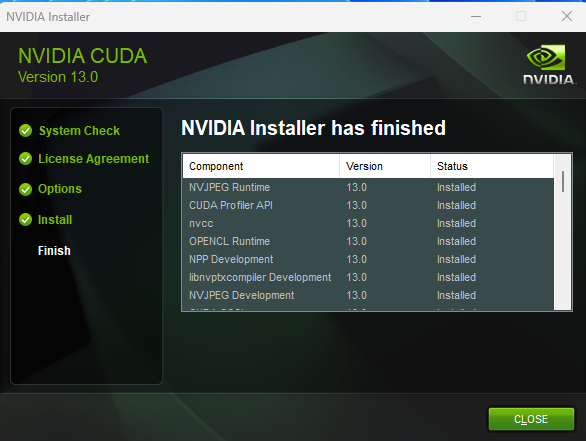 NVIDIA Installer
NVIDIA CUDA
Version 13.0
NVIDIA.
System Check
License Agreement
Options
Install
Finish
NVIDIA Installer has finished
Component Version Status
NVJPEG Runtime 13.0 Installed
CUDA Profiler API 13.0 Installed
nvcc 13.0 Installed
OPENCL Runtime 13.0 Installed
NPP Development 13.0 Installed
libnvptxcompiler Development 13.0 Installed
NVJPEG Development 13.0 Installed
CLOSE